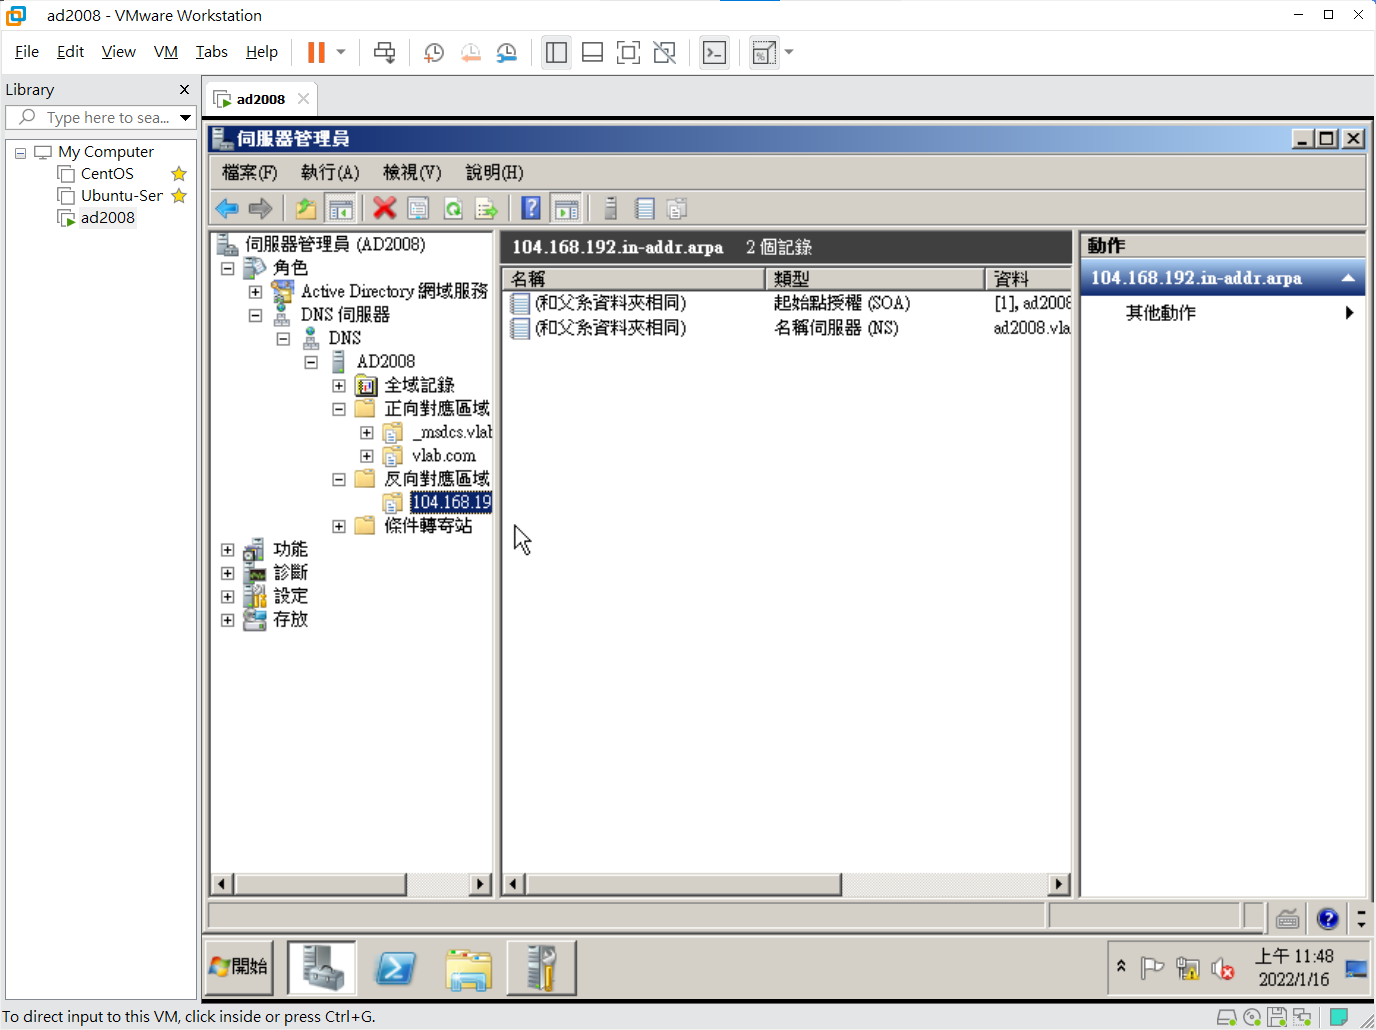 ad2008 - VMware Workstation
File Edit View VM Tabs Help
Library
Type here to sea...
My Computer
CentOS
Ubuntu-Ser
ad2008
ad2008
伺服器管理員
檔案(F) 執行(A) 檢視(V) 說明(H)
伺服器管理員 (AD2008)
角色
Active Directory 網域服務
DNS 伺服器
DNS
AD2008
全域記錄
正向對應區域
_msdcs.vlab
vlab.com
反向對應區域
104.168.19
條件轉寄站
功能
診斷
設定
存放
104.168.192.in-addr.arpa 2 個記錄
名稱 類型 資料
(和父系資料夾相同) 起始點授權 (SOA) [1], ad2008
(和父系資料夾相同) 名稱伺服器 (NS) ad2008.vla
動作
104.168.192.in-addr.arpa
其他動作
開始
上午 11:48
2022/1/16
To direct input to this VM, click inside or press Ctrl+G.